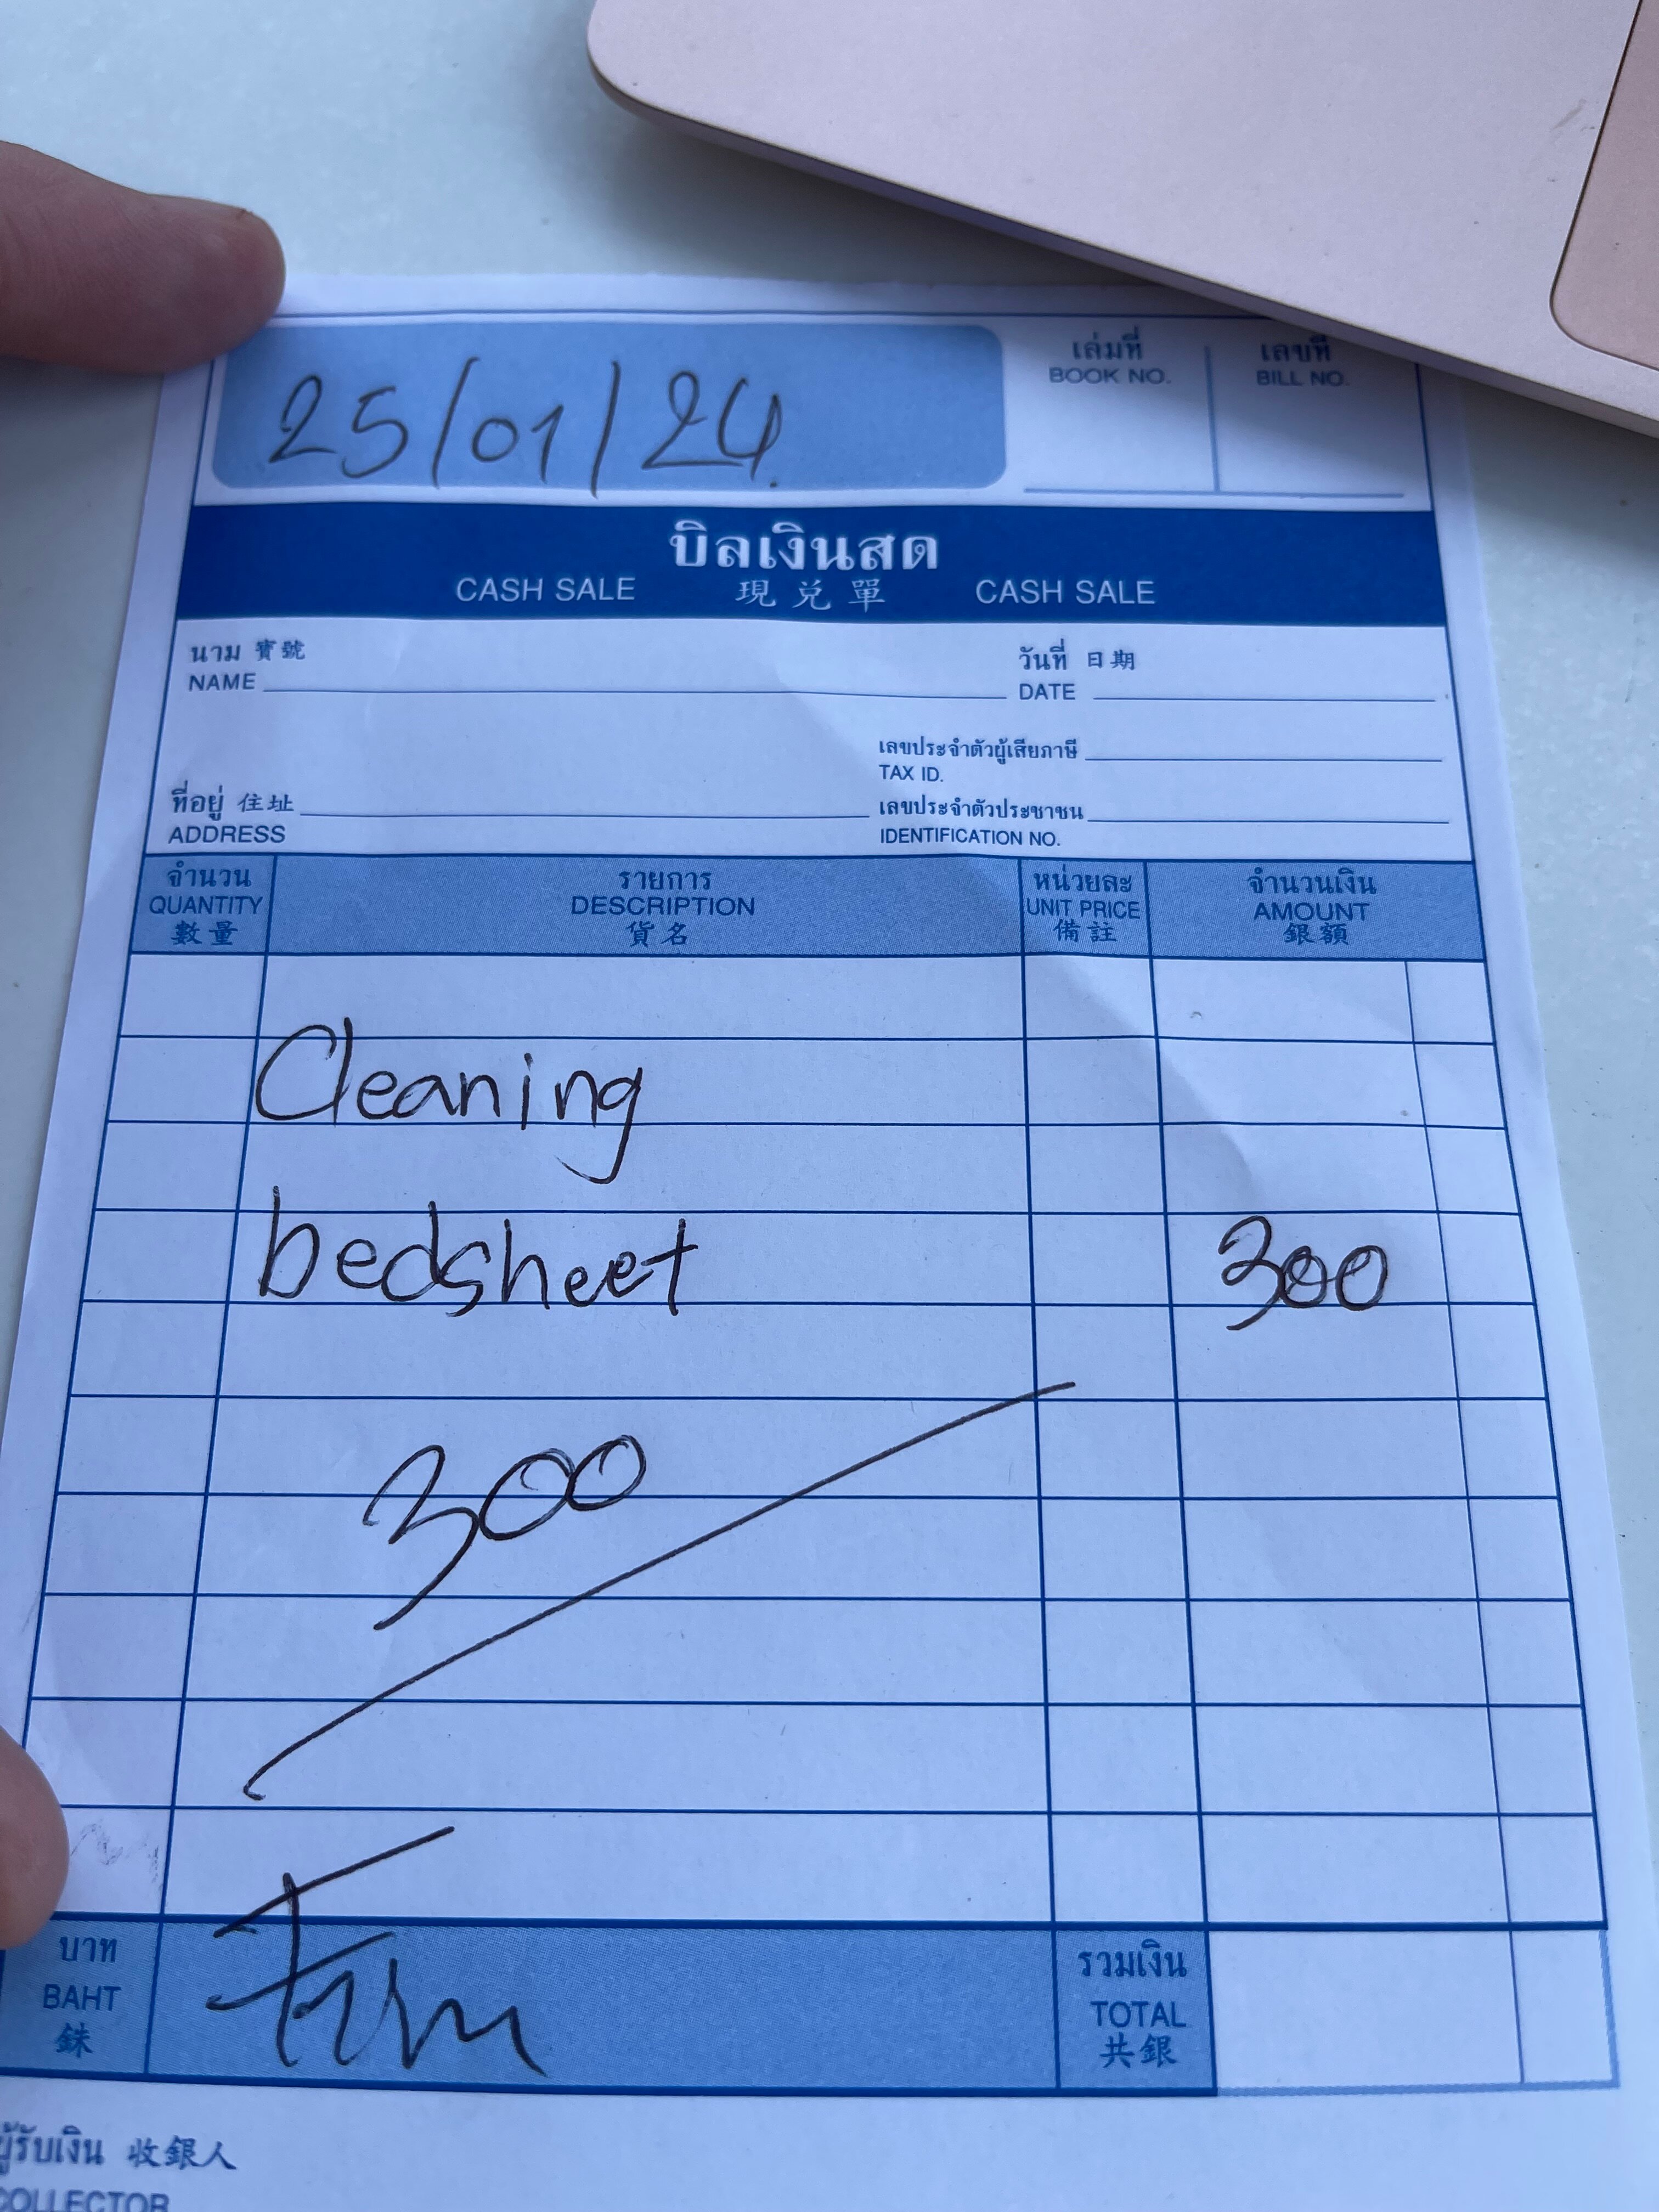 เล่มที่ เลขที่
BOOK NO. BILL NO.
25/01/24
บิลเงินสด
CASH SALE 現兌單 CASH SALE
นาม 寶號 วันที่ 日期
NAME DATE
เลขประจำตัวผู้เสียภาษี
TAX ID.
ที่อยู่ 住址 เลขประจำตัวประชาชน
ADDRESS IDENTIFICATION NO.
จำนวน รายการ หน่วยละ จำนวนเงิน
QUANTITY DESCRIPTION UNIT PRICE AMOUNT
數量 貨名 備註 銀額
Cleaning
bedsheet 300
300
บาท รวมเงิน
BAHT TOTAL
銖 共銀
ผู้รับเงิน 收銀人
COLLECTOR